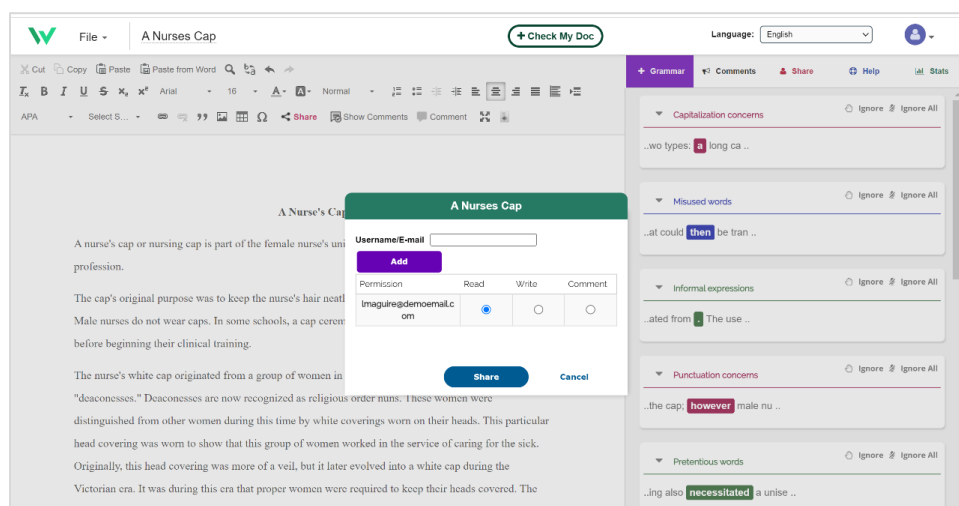 File A Nurses Cap + Check My Doc Language: English
Cut Copy Paste Paste from Word
Arial 16 Normal
APA Select S... Share Show Comments Comment
+ Grammar Comments Share Help Stats
A Nurse's Cap
A nurse's cap or nursing cap is part of the female nurse's uni
profession.
The cap's original purpose was to keep the nurse's hair neatl
Male nurses do not wear caps. In some schools, a cap cerem
before beginning their clinical training.
The nurse's white cap originated from a group of women in
"deaconesses." Deaconesses are now recognized as religious order nuns. These women were
distinguished from other women during this time by white coverings worn on their heads. This particular
head covering was worn to show that this group of women worked in the service of caring for the sick.
Originally, this head covering was more of a veil, but it later evolved into a white cap during the
Victorian era. It was during this era that proper women were required to keep their heads covered. The
A Nurses Cap
Username/E-mail
Add
Permission Read Write Comment
lmaguire@demoemail.c
om
Share Cancel
Capitalization concerns Ignore Ignore All
..wo types: a long ca ..
Misused words Ignore Ignore All
..at could then be tran ..
Informal expressions Ignore Ignore All
..ated from . The use ..
Punctuation concerns Ignore Ignore All
..the cap; however male nu ..
Pretentious words Ignore Ignore All
..ing also necessitated a unise ..